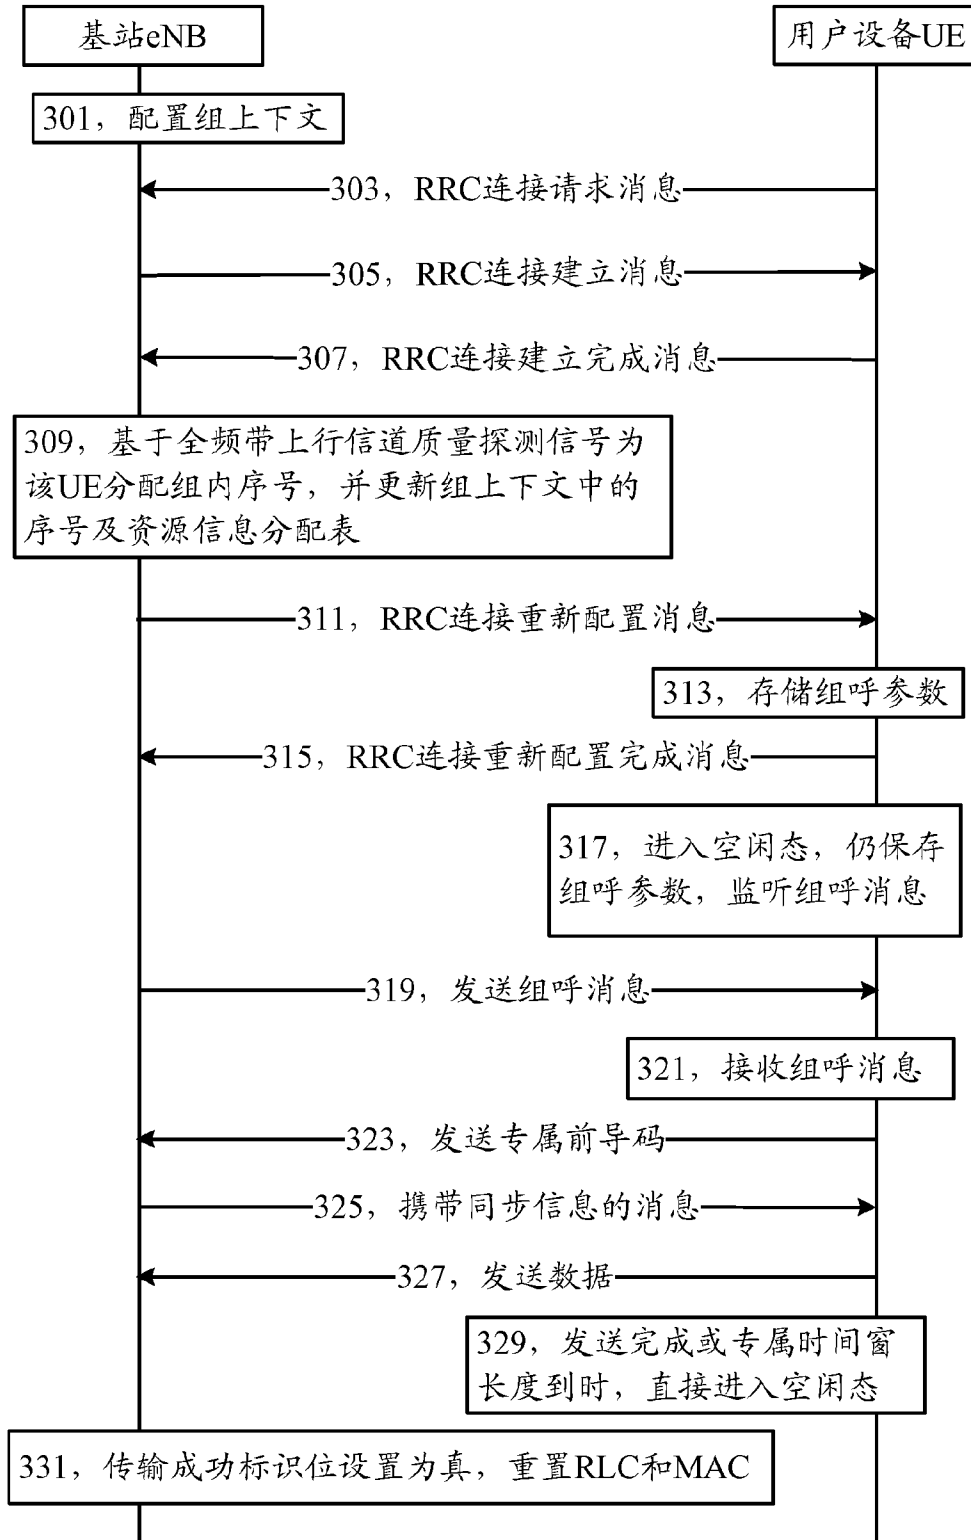 基站eNB
用户设备UE
301，配置组上下文
303，RRC连接请求消息
305，RRC连接建立消息
307，RRC连接建立完成消息
309，基于全频带上行信道质量探测信号为
该UE分配组内序号，并更新组上下文中的
序号及资源信息分配表
311，RRC连接重新配置消息
313，存储组呼参数
315，RRC连接重新配置完成消息
317，进入空闲态，仍保存
组呼参数，监听组呼消息
319，发送组呼消息
321，接收组呼消息
323，发送专属前导码
325，携带同步信息的消息
327，发送数据
329，发送完成或专属时间窗
长度到时，直接进入空闲态
331，传输成功标识位设置为真，重置RLC和MAC